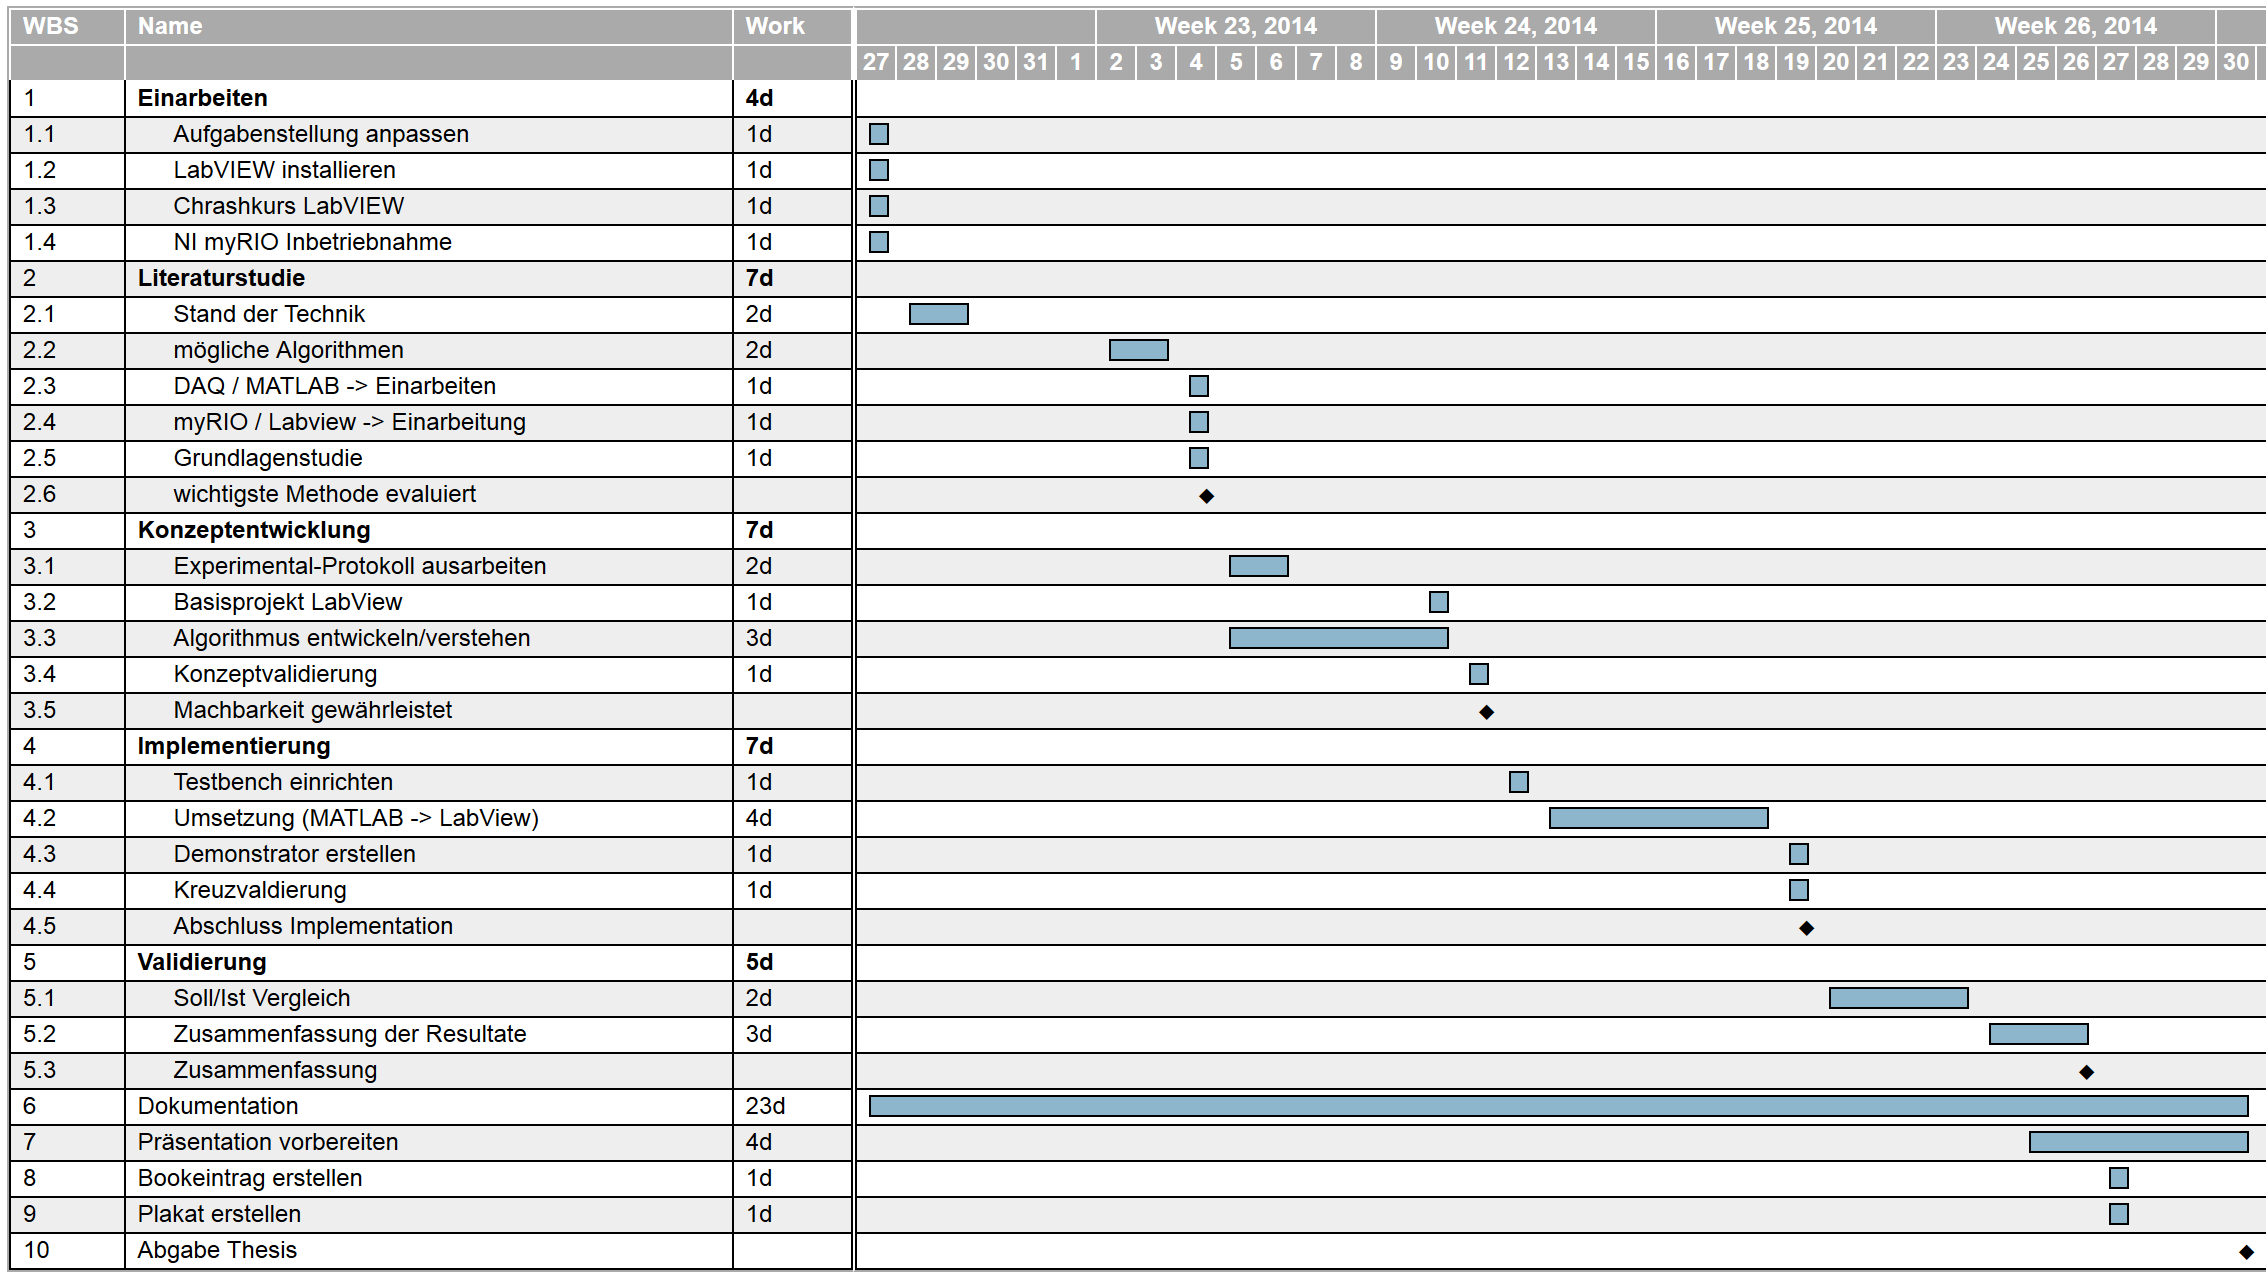 WBS Name Work Week 23, 2014 Week 24, 2014 Week 25, 2014 Week 26, 2014
27 28 29 30 31 1 2 3 4 5 6 7 8 9 10 11 12 13 14 15 16 17 18 19 20 21 22 23 24 25 26 27 28 29 30
1 Einarbeiten 4d
1.1 Aufgabenstellung anpassen 1d
1.2 LabVIEW installieren 1d
1.3 Chrashkurs LabVIEW 1d
1.4 NI myRIO Inbetriebnahme 1d
2 Literaturstudie 7d
2.1 Stand der Technik 2d
2.2 mögliche Algorithmen 2d
2.3 DAQ / MATLAB -> Einarbeiten 1d
2.4 myRIO / Labview -> Einarbeitung 1d
2.5 Grundlagenstudie 1d
2.6 wichtigste Methode evaluiert
3 Konzeptentwicklung 7d
3.1 Experimental-Protokoll ausarbeiten 2d
3.2 Basisprojekt LabView 1d
3.3 Algorithmus entwickeln/verstehen 3d
3.4 Konzeptvalidierung 1d
3.5 Machbarkeit gewährleistet
4 Implementierung 7d
4.1 Testbench einrichten 1d
4.2 Umsetzung (MATLAB -> LabView) 4d
4.3 Demonstrator erstellen 1d
4.4 Kreuzvaldierung 1d
4.5 Abschluss Implementation
5 Validierung 5d
5.1 Soll/Ist Vergleich 2d
5.2 Zusammenfassung der Resultate 3d
5.3 Zusammenfassung
6 Dokumentation 23d
7 Präsentation vorbereiten 4d
8 Bookeintrag erstellen 1d
9 Plakat erstellen 1d
10 Abgabe Thesis